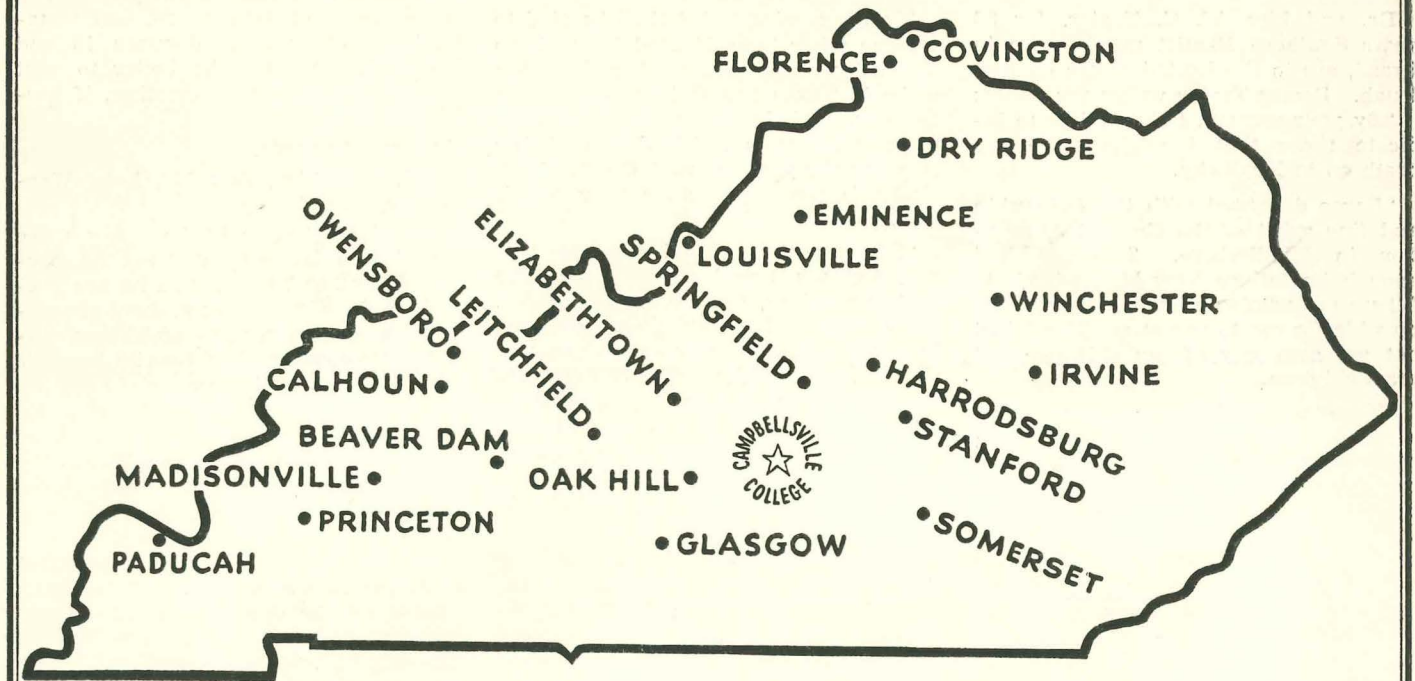 COVINGTON
FLORENCE
DRY RIDGE
EMINENCE
LOUISVILLE
SPRINGFIELD
ELIZABETHTOWN
OWENSBORO
LEITCHFIELD
WINCHESTER
HARRODSBURG
IRVINE
STANFORD
CALHOUN
BEAVER DAM
MADISONVILLE
OAK HILL
CAMPBELLSVILLE
COLLEGE
PRINCETON
GLASGOW
SOMERSET
PADUCAH